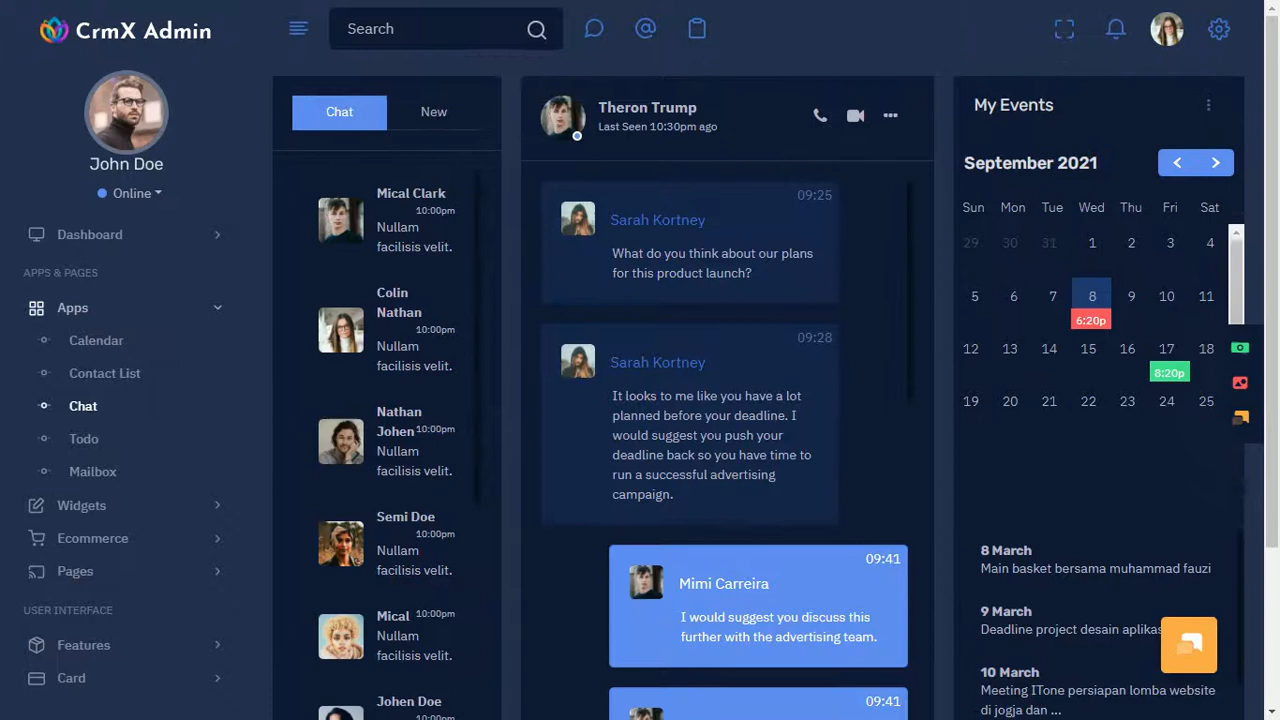 CrmX Admin
Search
John Doe
Online
Dashboard
APPS & PAGES
Apps
Calendar
Contact List
Chat
Todo
Mailbox
Widgets
Ecommerce
Pages
USER INTERFACE
Features
Card
Chat
New
Mical Clark
10:00pm
Nullam
facilisis velit.
Colin
Nathan
10:00pm
Nullam
facilisis velit.
Nathan
Johen 10:00pm
Nullam
facilisis velit.
Semi Doe
10:00pm
Nullam
facilisis velit.
Mical 10:00pm
Nullam
facilisis velit.
Johen Doe
Theron Trump
Last Seen 10:30pm ago
09:25
Sarah Kortney
What do you think about our plans
for this product launch?
09:28
Sarah Kortney
It looks to me like you have a lot
planned before your deadline. I
would suggest you push your
deadline back so you have time to
run a successful advertising
campaign.
09:41
Mimi Carreira
I would suggest you discuss this
further with the advertising team.
09:41
My Events
September 2021
Sun Mon Tue Wed Thu Fri Sat
29 30 31 1 2 3 4
5 6 7 8 9 10 11
6:20p
12 13 14 15 16 17 18
8:20p
19 20 21 22 23 24 25
8 March
Main basket bersama muhammad fauzi
9 March
Deadline project desain
10 March
Meeting ITone persiapan lomba website
di jogja dan ...